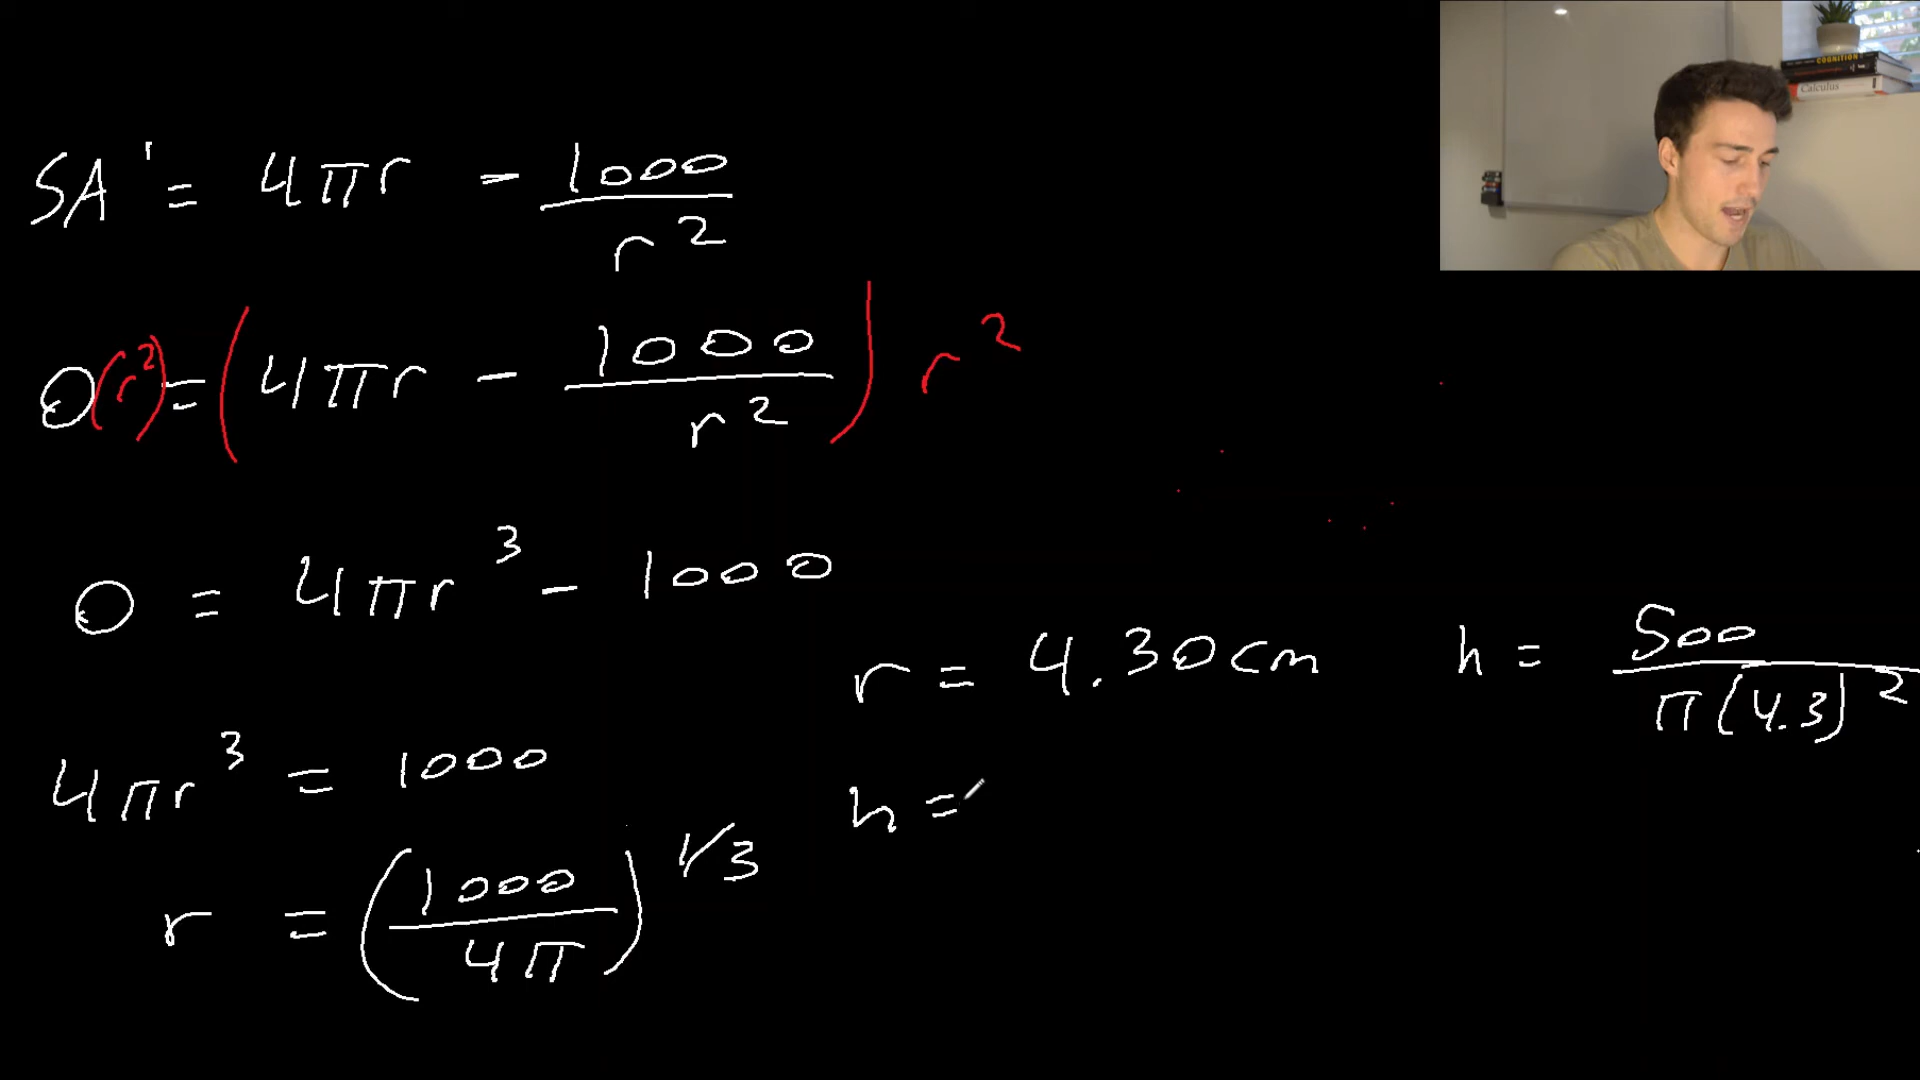 SA' = 4πr - 1000/r²
0(r²) = (4πr - 1000/r²) r²
0 = 4πr³ - 1000
4πr³ = 1000
r = (1000/4π)^1/3
r = 4.30cm
h =
h = 500/π(4.3)²
COGNITION
Calculus